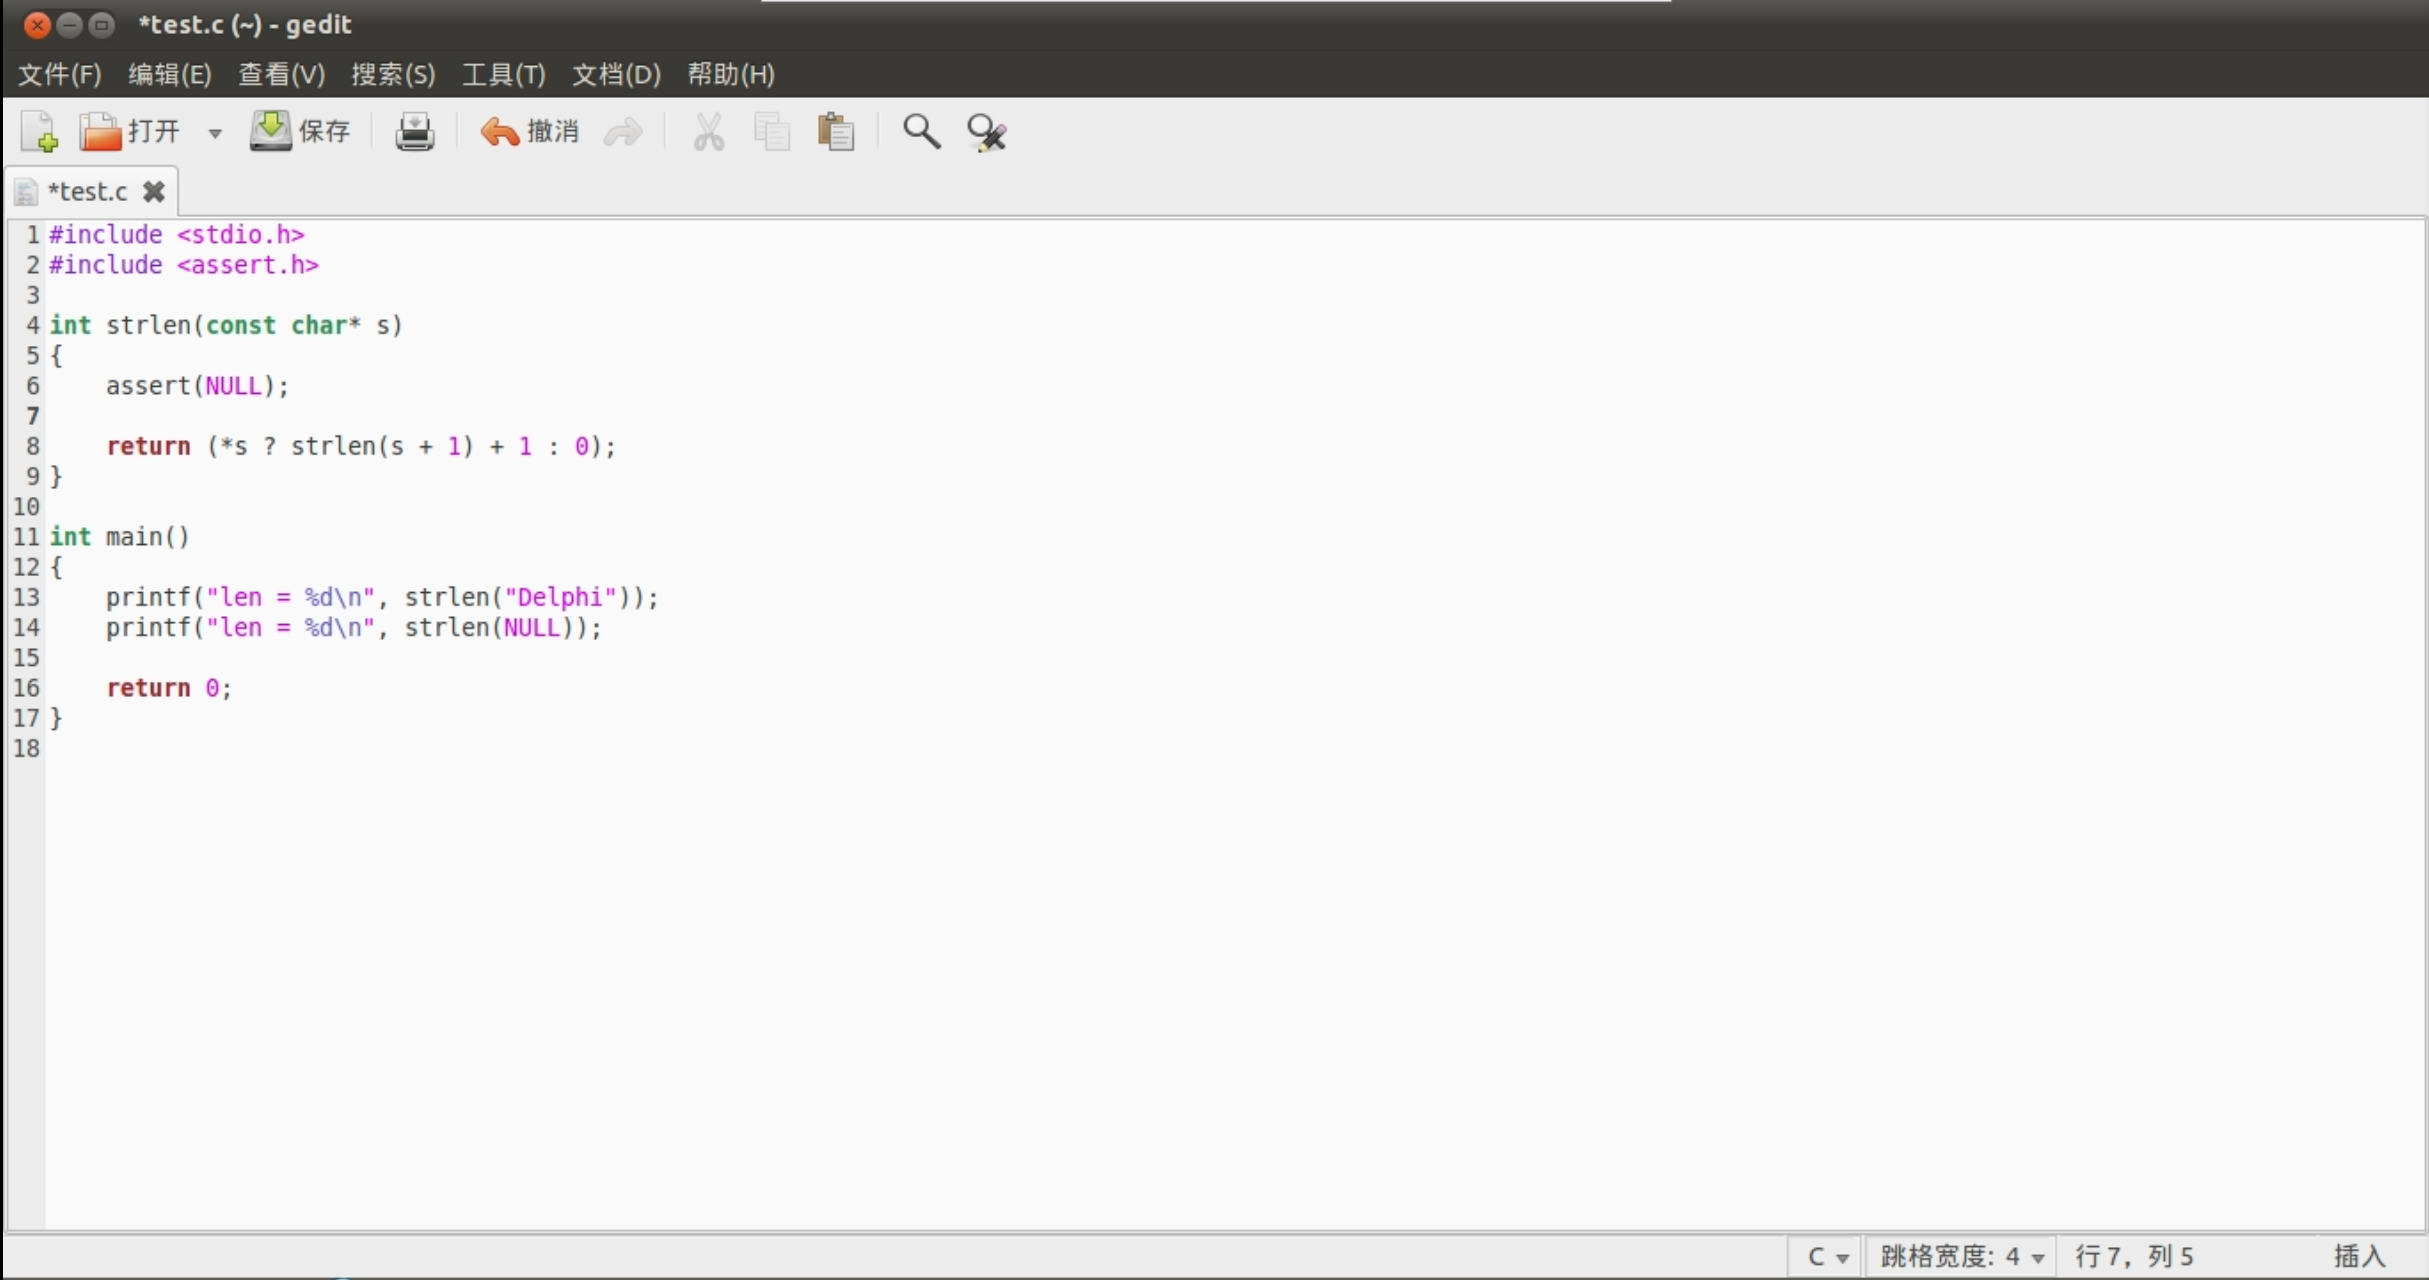 *test.c (~) - gedit
文件(F) 编辑(E) 查看(V) 搜索(S) 工具(T) 文档(D) 帮助(H)
打开 保存 撤消
*test.c
1 #include <stdio.h>
2 #include <assert.h>
3
4 int strlen(const char* s)
5 {
6     assert(NULL);
7
8     return (*s ? strlen(s + 1) + 1 : 0);
9 }
10
11 int main()
12 {
13     printf("len = %d\n", strlen("Delphi"));
14     printf("len = %d\n", strlen(NULL));
15
16     return 0;
17 }
18
C 跳格宽度: 4 行 7，列 5 插入